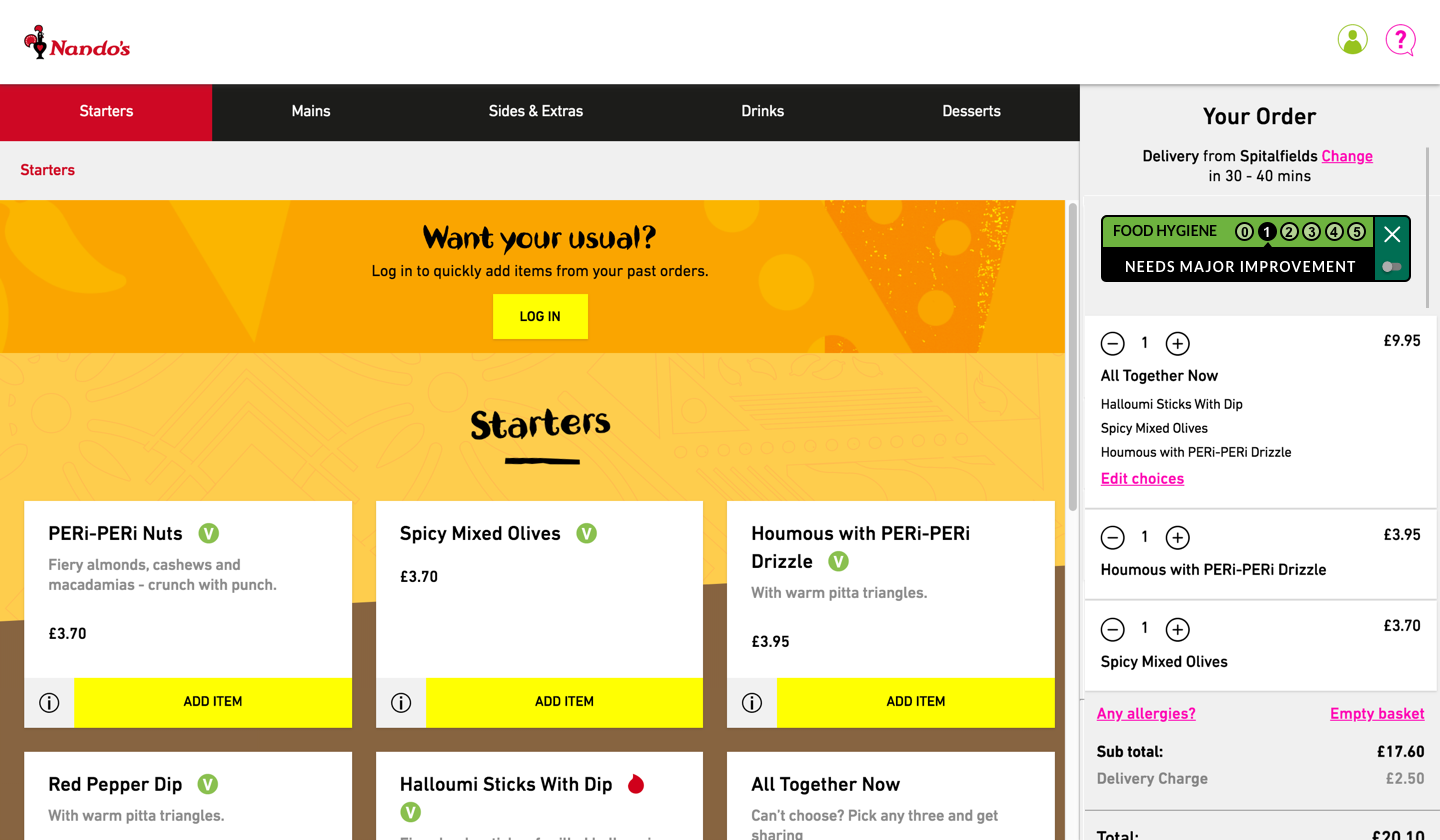 Nando's
Starters
Mains
Sides & Extras
Drinks
Desserts
Starters
Want your usual?
Log in to quickly add items from your past orders.
LOG IN
Starters
PERi-PERi Nuts V
Fiery almonds, cashews and
macadamias - crunch with punch.
£3.70
ADD ITEM
Spicy Mixed Olives V
£3.70
ADD ITEM
Houmous with PERi-PERi
Drizzle V
With warm pitta triangles.
£3.95
ADD ITEM
Red Pepper Dip V
With warm pitta triangles.
Halloumi Sticks With Dip
V
All Together Now
Can't choose? Pick any three and get
sharing
Your Order
Delivery from Spitalfields Change
in 30 - 40 mins
FOOD HYGIENE 0 1 2 3 4 5
NEEDS MAJOR IMPROVEMENT
1 £9.95
All Together Now
Halloumi Sticks With Dip
Spicy Mixed Olives
Houmous with PERi-PERi Drizzle
Edit choices
1 £3.95
Houmous with PERi-PERi Drizzle
1 £3.70
Spicy Mixed Olives
Any allergies? Empty basket
Sub total: £17.60
Delivery Charge £2.50
Total: £20.10